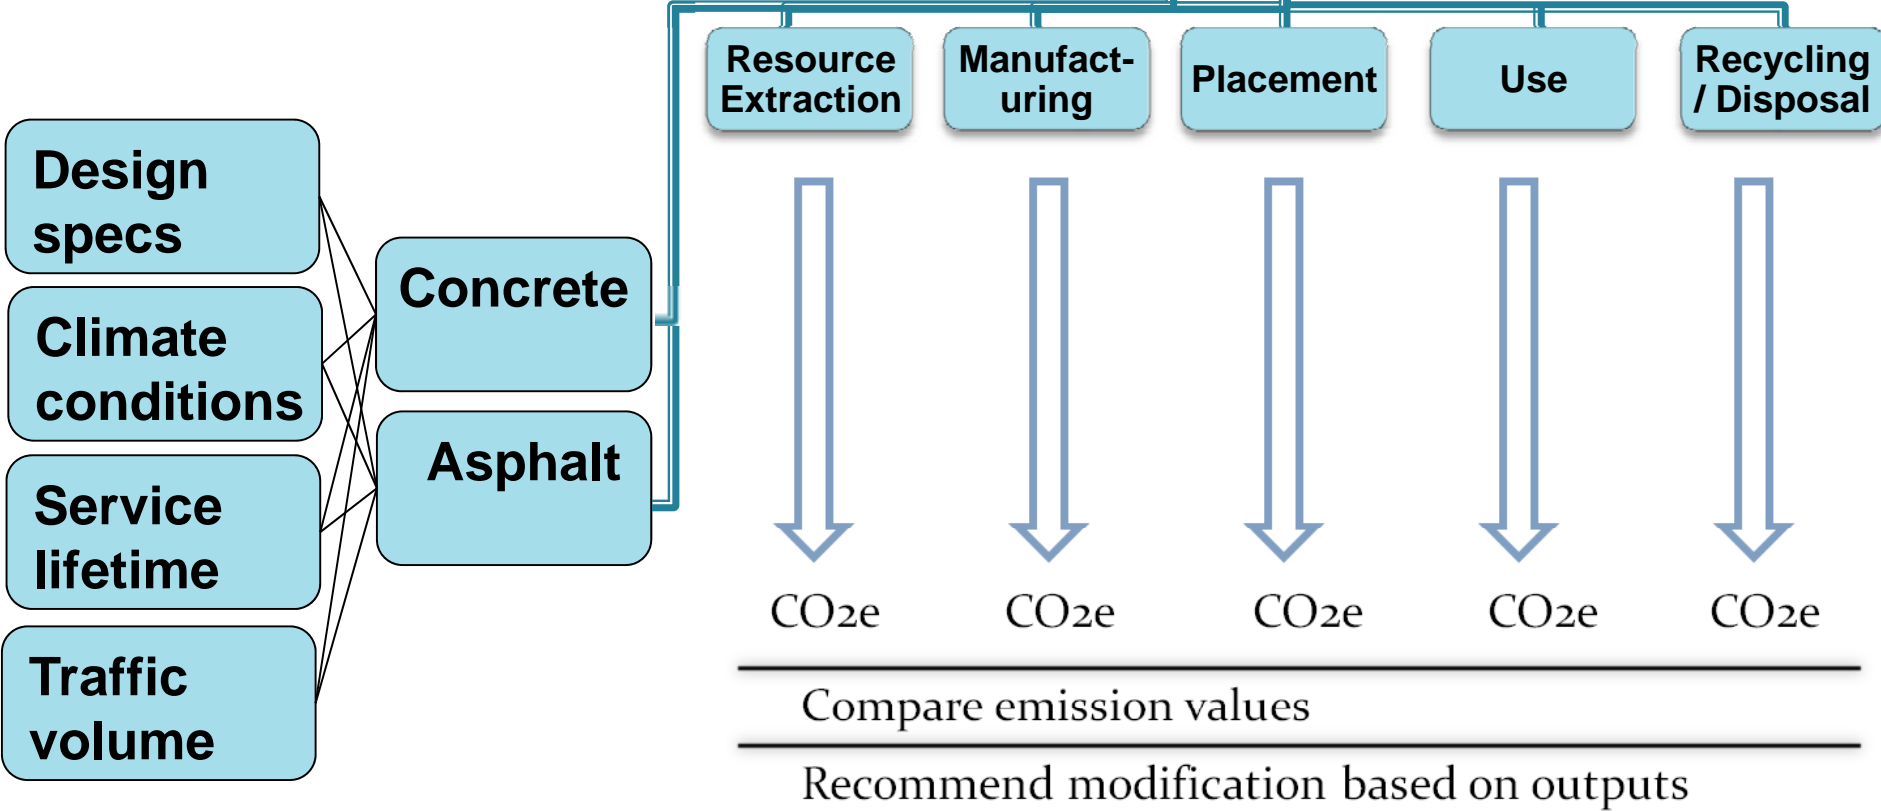 Resource
Extraction
Manufact-
uring
Placement
Use
Recycling
/ Disposal
Design
specs
Climate
conditions
Service
lifetime
Traffic
volume
Concrete
Asphalt
CO2e CO2e CO2e CO2e CO2e
Compare emission values
Recommend modification based on outputs